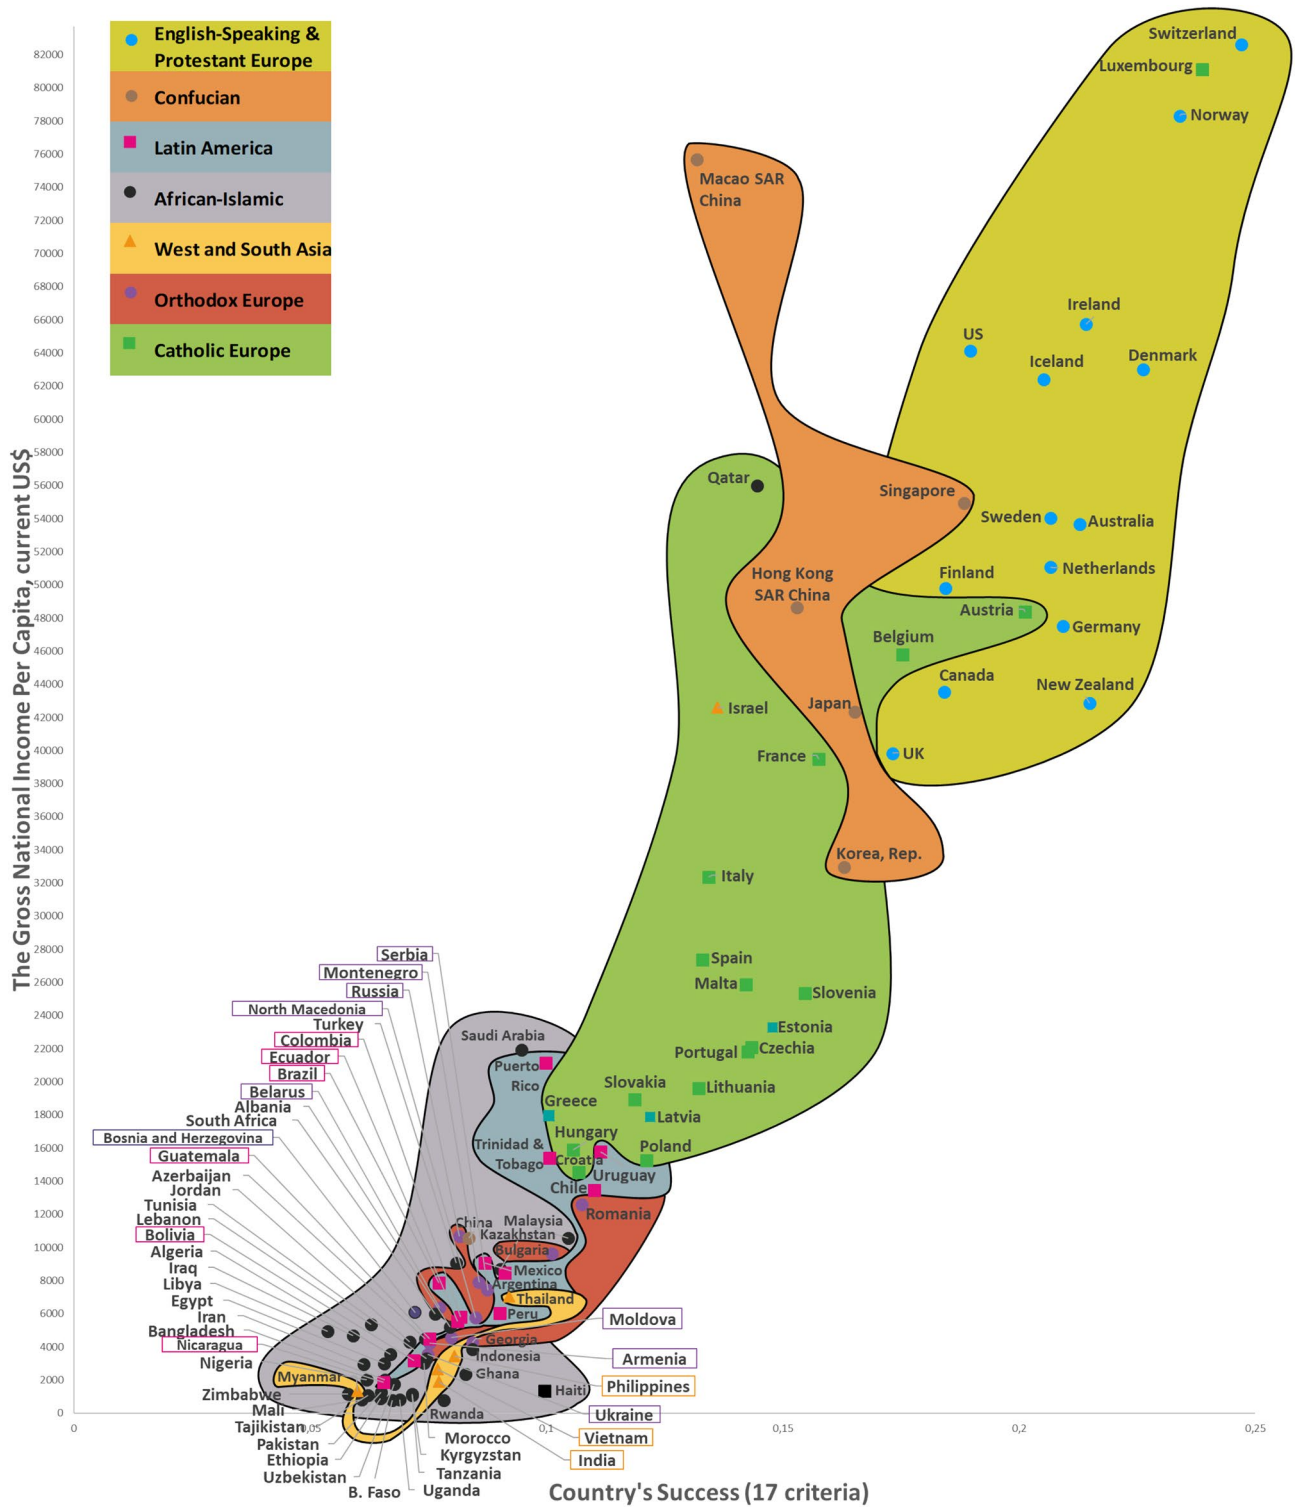 English-Speaking &
Protestant Europe
Confucian
Latin America
African-Islamic
West and South Asia
Orthodox Europe
Catholic Europe
The Gross National Income Per Capita, current US$
82000
80000
78000
76000
74000
72000
70000
68000
66000
64000
62000
60000
58000
56000
54000
52000
50000
48000
46000
44000
42000
40000
38000
36000
34000
32000
30000
28000
26000
24000
22000
20000
18000
16000
14000
12000
10000
8000
6000
4000
2000
0
Switzerland
Luxembourg
Norway
Macao SAR
China
Ireland
US
Iceland
Denmark
Qatar
Singapore
Sweden
Australia
Hong Kong
SAR China
Finland
Netherlands
Austria
Germany
Belgium
Canada
New Zealand
Israel
Japan
France
UK
Korea, Rep.
Italy
Spain
Malta
Slovenia
Estonia
Portugal
Czechia
Slovakia
Lithuania
Greece
Latvia
Hungary
Poland
Croatia
Uruguay
Chile
Romania
Saudi Arabia
Puerto
Rico
Trinidad &
Tobago
China
Malaysia
Kazakhstan
Bulgaria
Mexico
Argentina
Thailand
Peru
Georgia
Indonesia
Ghana
Haiti
Rwanda
Myanmar
Serbia
Montenegro
Russia
North Macedonia
Turkey
Colombia
Ecuador
Brazil
Belarus
Albania
South Africa
Bosnia and Herzegovina
Guatemala
Azerbaijan
Jordan
Tunisia
Lebanon
Bolivia
Algeria
Iraq
Libya
Egypt
Iran
Bangladesh
Nicaragua
Nigeria
Zimbabwe
Mali
Tajikistan
Pakistan
Ethiopia
Uzbekistan
B. Faso
Uganda
Tanzania
Kyrgyzstan
Morocco
Moldova
Armenia
Philippines
Ukraine
Vietnam
India
0
0,05
0,1
0,15
0,2
0,25
Country's Success (17 criteria)